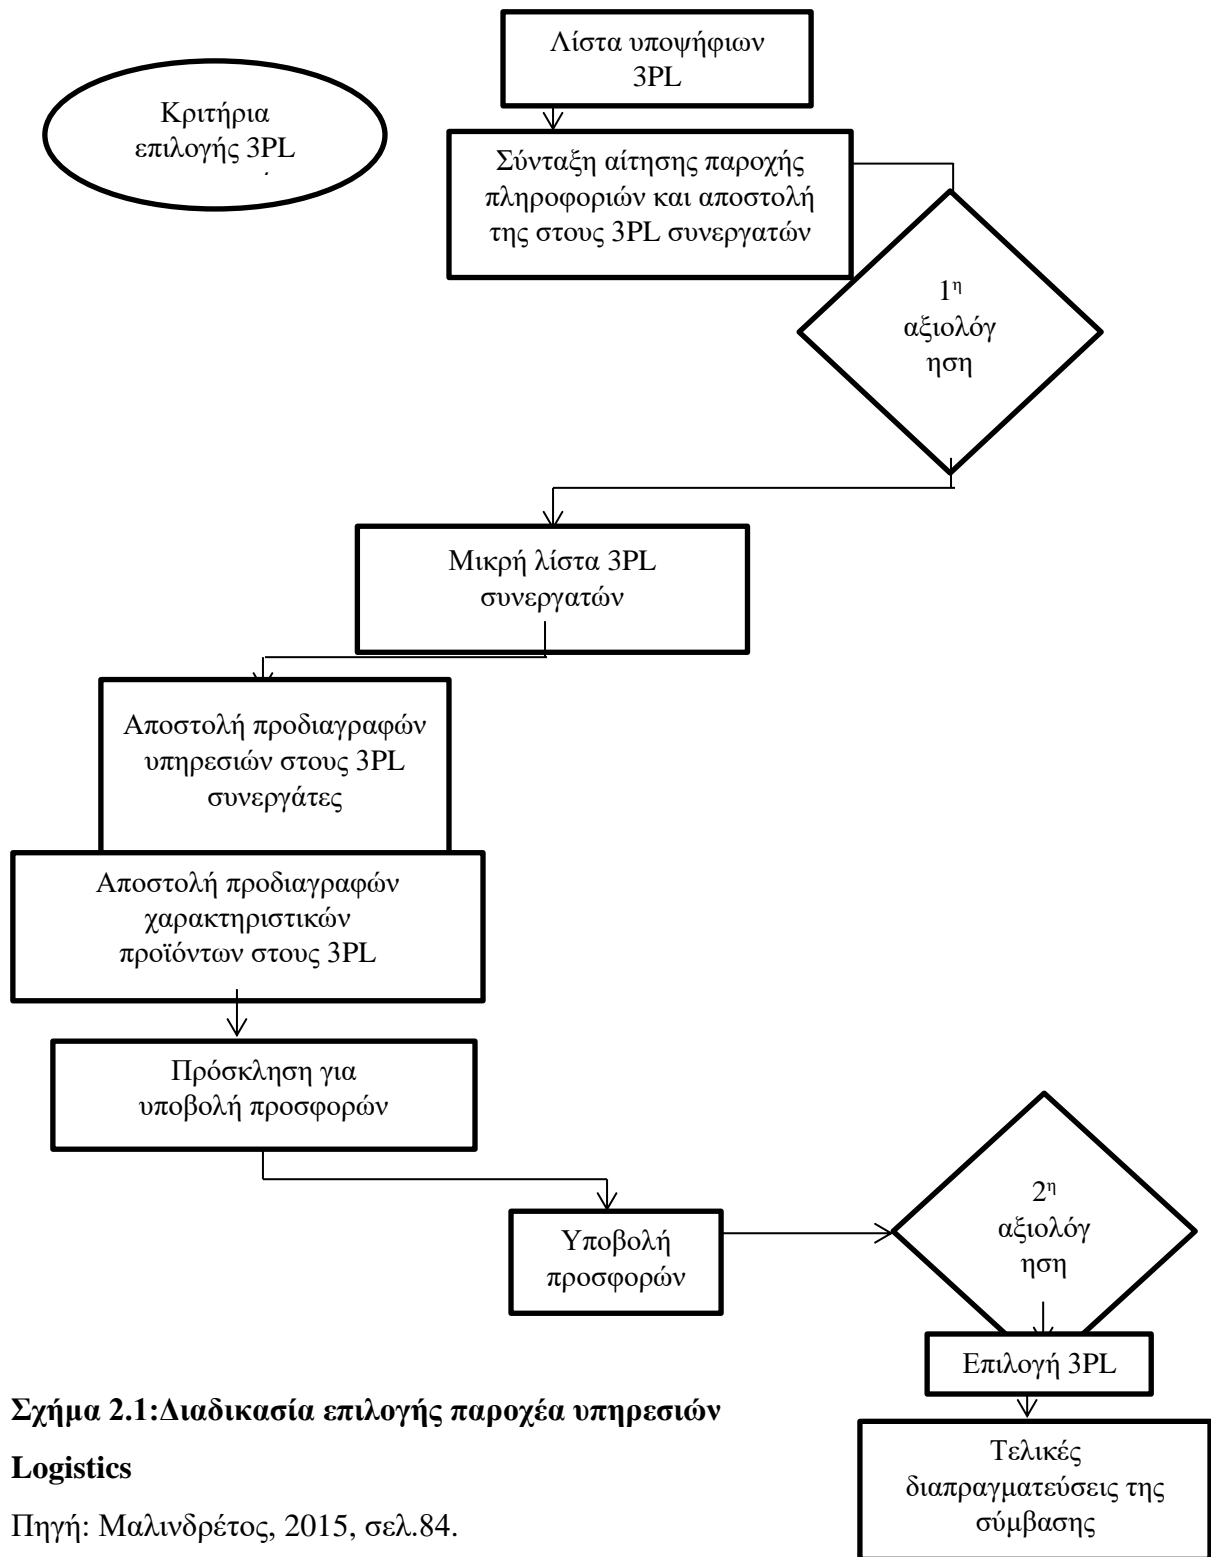 Λίστα υποψήφιων
3PL
Κριτήρια
επιλογής 3PL
Σύνταξη αίτησης παροχής
πληροφοριών και αποστολή
της στους 3PL συνεργατών
1η
αξιολόγ
ηση
Μικρή λίστα 3PL
συνεργατών
Αποστολή προδιαγραφών
υπηρεσιών στους 3PL
συνεργάτες
Αποστολή προδιαγραφών
χαρακτηριστικών
προϊόντων στους 3PL
Πρόσκληση για
υποβολή προσφορών
Υποβολή
προσφορών
2η
αξιολόγ
ηση
Επιλογή 3PL
Τελικές
διαπραγματεύσεις της
σύμβασης
Σχήμα 2.1:Διαδικασία επιλογής παροχέα υπηρεσιών
Logistics
Πηγή: Μαλινδρέτος, 2015, σελ.84.